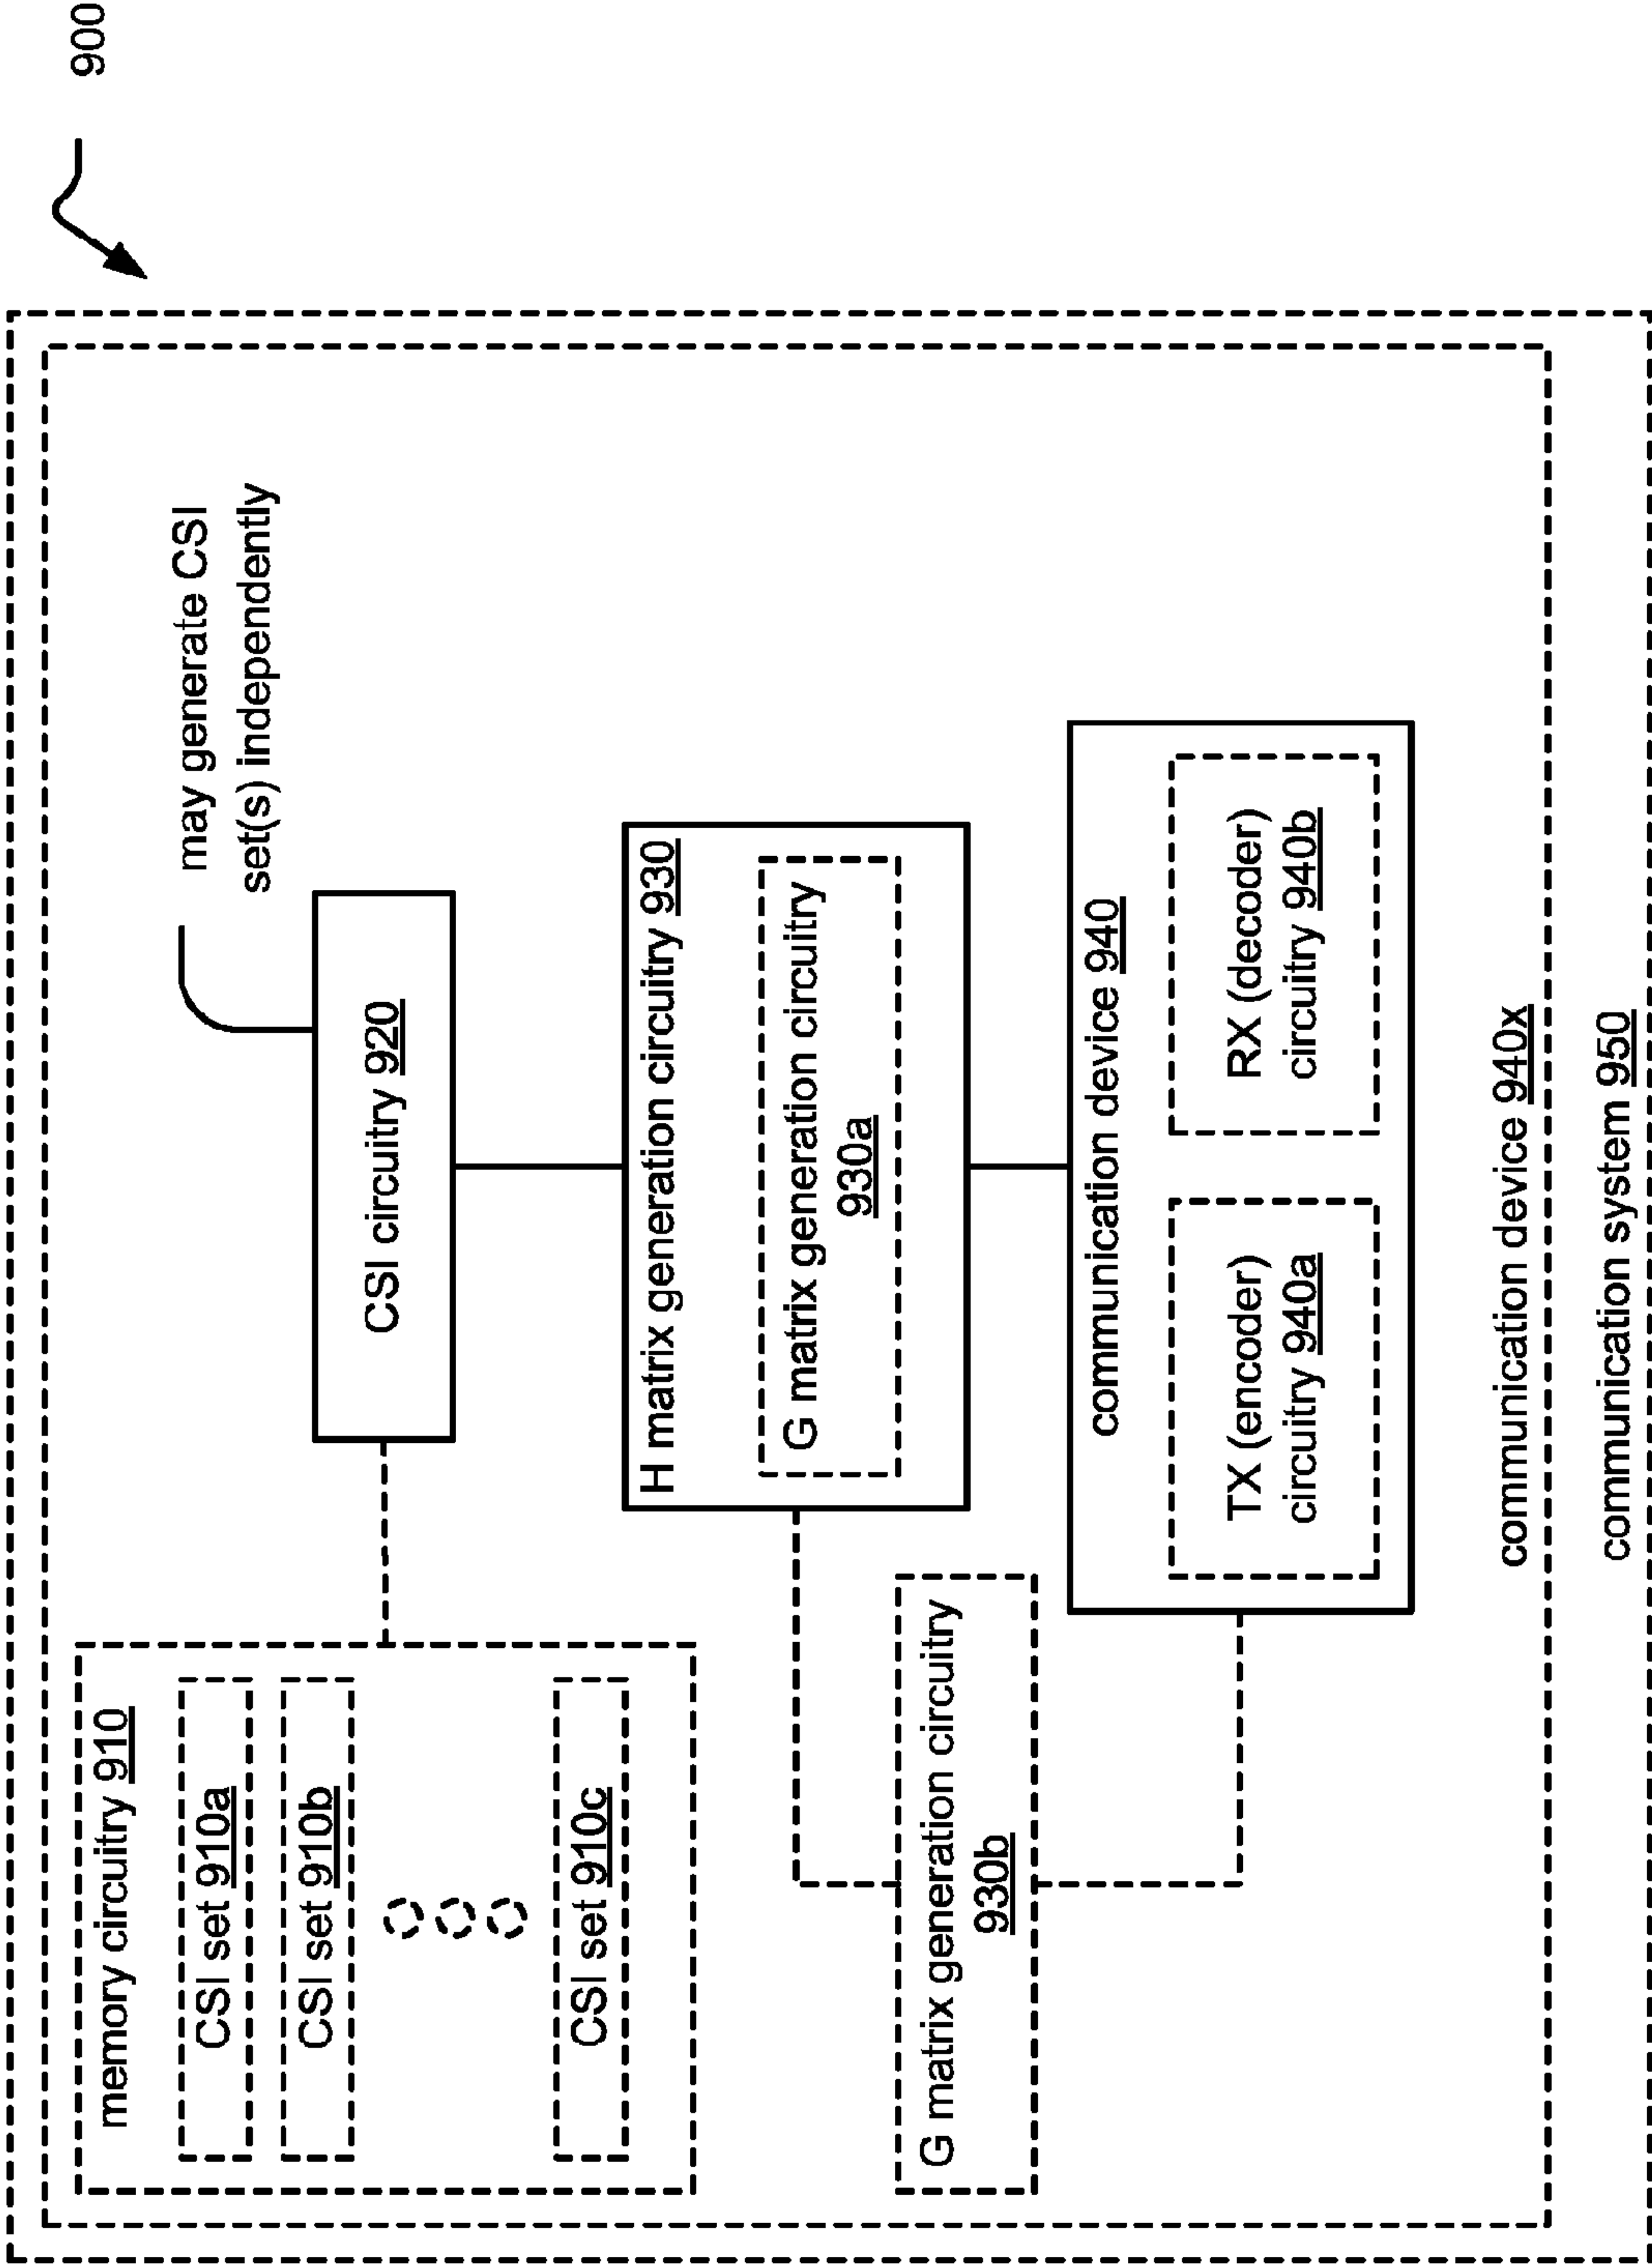 900
memory circuitry 910
CSI set 910a
CSI set 910b
CSI set 910c
may generate CSI
set(s) independently
CSI circuitry 920
H matrix generation circuitry 930
G matrix generation circuitry
930a
G matrix generation circuitry
930b
communication device 940
TX (encoder)
circuitry 940a
RX (decoder)
circuitry 940b
communication device 940x
communication system 950